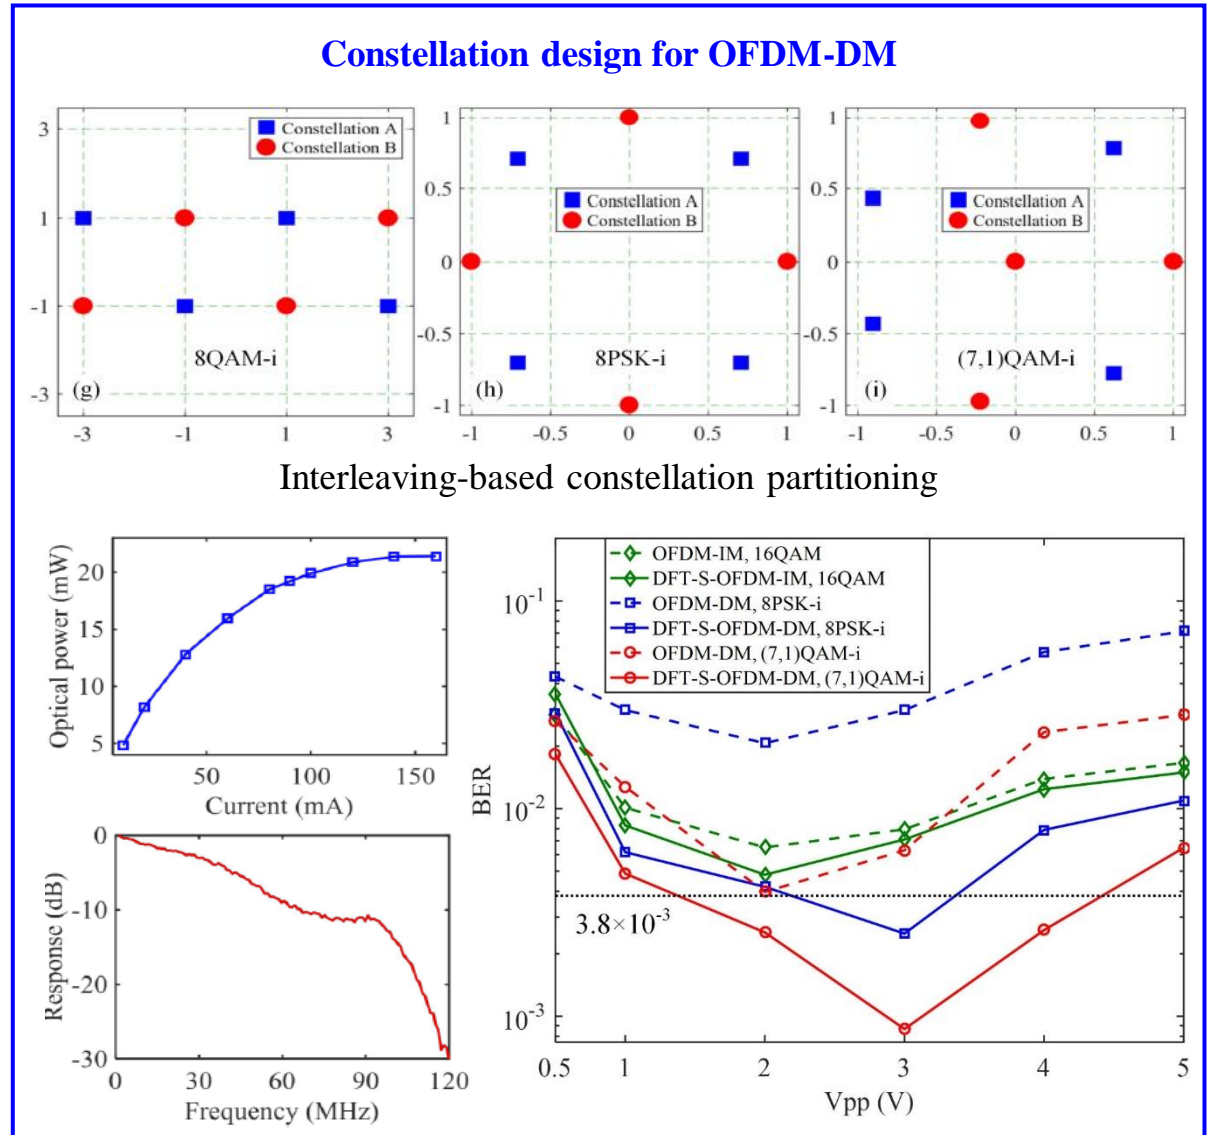 Constellation design for OFDM-DM
3
1
-1
-3
-3
-1
1
3
Constellation A
Constellation B
8QAM-i
(g)
1
0.5
0
-0.5
-1
-1
-0.5
0
0.5
1
Constellation A
Constellation B
8PSK-i
(h)
1
0.5
0
-0.5
-1
-1
-0.5
0
0.5
1
Constellation A
Constellation B
(7,1)QAM-i
(i)
Interleaving-based constellation partitioning
Optical power (mW)
20
15
10
5
50
100
150
Current (mA)
Response (dB)
0
-10
-20
-30
0
30
60
90
120
Frequency (MHz)
BER
10-1
10-2
10-3
OFDM-IM, 16QAM
DFT-S-OFDM-IM, 16QAM
OFDM-DM, 8PSK-i
DFT-S-OFDM-DM, 8PSK-i
OFDM-DM, (7,1)QAM-i
DFT-S-OFDM-DM, (7,1)QAM-i
3.8×10-3
0.5
1
2
3
4
5
Vpp (V)